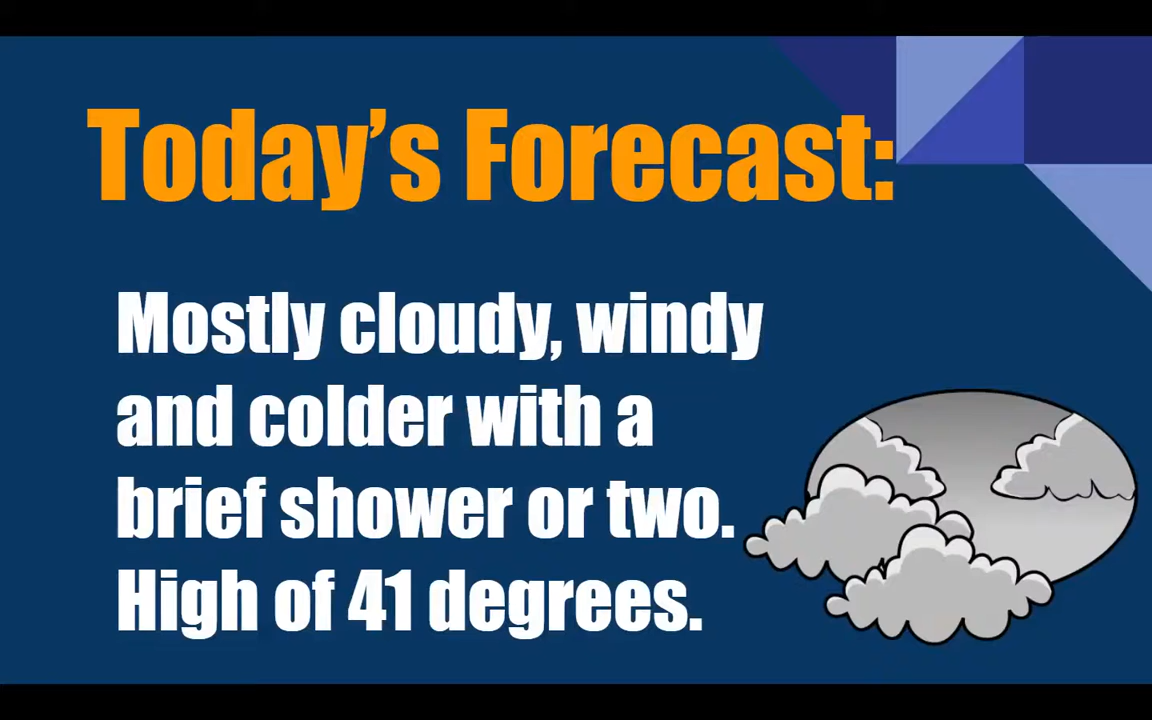 Today’s Forecast:
Mostly cloudy, windy
and colder with a
brief shower or two.
High of 41 degrees.